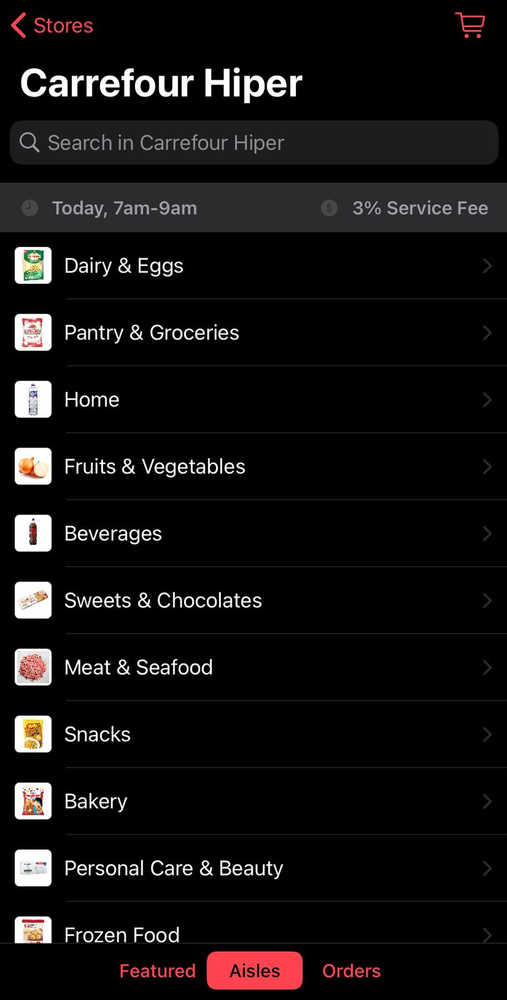 Stores
Carrefour Hiper
Search in Carrefour Hiper
Today, 7am-9am
3% Service Fee
Dairy & Eggs
Pantry & Groceries
Home
Fruits & Vegetables
Beverages
Sweets & Chocolates
Meat & Seafood
Snacks
Bakery
Personal Care & Beauty
Frozen Food
Featured
Aisles
Orders